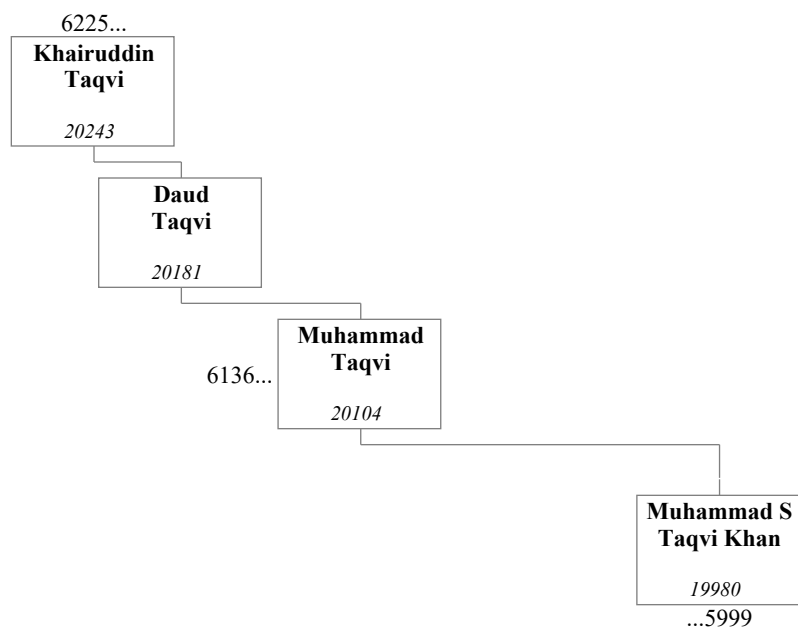 6225...
Khairuddin
Taqvi
20243
Daud
Taqvi
20181
Muhammad
Taqvi
6136...
20104
Muhammad S
Taqvi Khan
19980
...5999